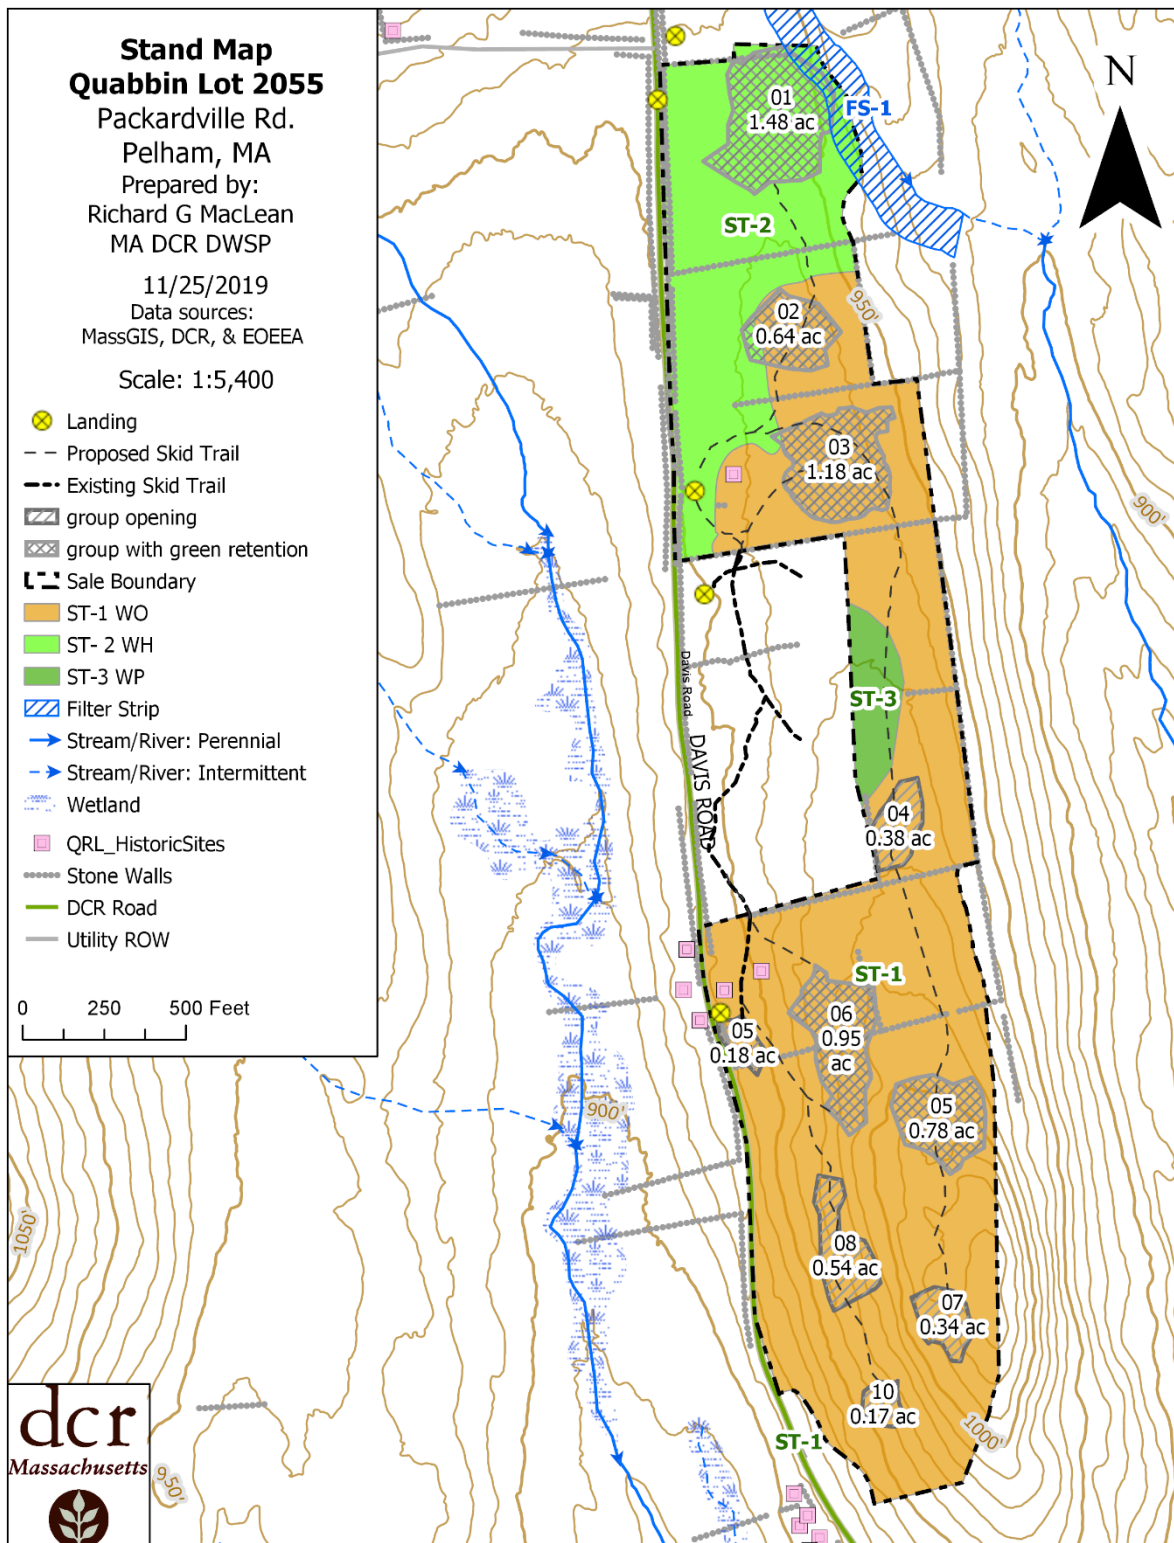 Stand Map
Quabbin Lot 2055
Packardville Rd.
Pelham, MA
Prepared by:
Richard G MacLean
MA DCR DWSP
11/25/2019
Data sources:
MassGIS, DCR, & EOEEA
Scale: 1:5,400
Landing
Proposed Skid Trail
Existing Skid Trail
group opening
group with green retention
Sale Boundary
ST-1 WO
ST- 2 WH
ST-3 WP
Filter Strip
Stream/River: Perennial
Stream/River: Intermittent
Wetland
QRL_HistoricSites
Stone Walls
DCR Road
Utility ROW
0 250 500 Feet
N
01
1.48 ac
FS-1
ST-2
950'
02
0.64 ac
03
1.18 ac
900'
Davis Road
ST-3
DAVIS ROAD
04
0.38 ac
ST-1
06
0.95
ac
05
0.18 ac
05
0.78 ac
900'
1050'
08
0.54 ac
07
0.34 ac
10
0.17 ac
1000'
ST-1
950'
dcr
Massachusetts